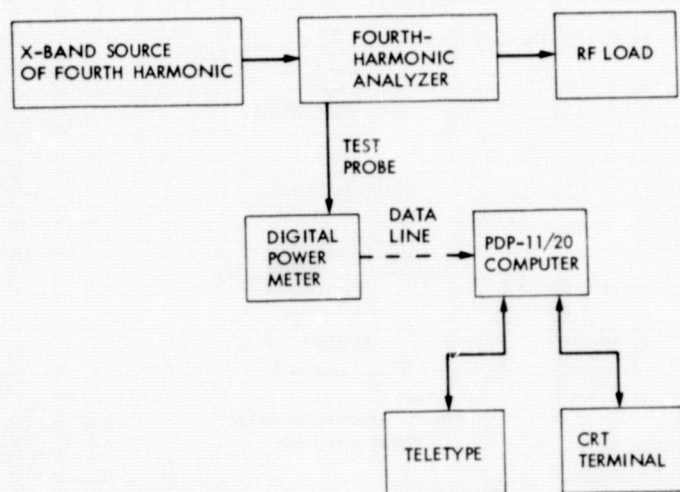 X-BAND SOURCE
OF FOURTH HARMONIC
FOURTH-
HARMONIC
ANALYZER
RF LOAD
TEST
PROBE
DIGITAL
POWER
METER
DATA
LINE
PDP-11/20
COMPUTER
TELETYPE
CRT
TERMINAL